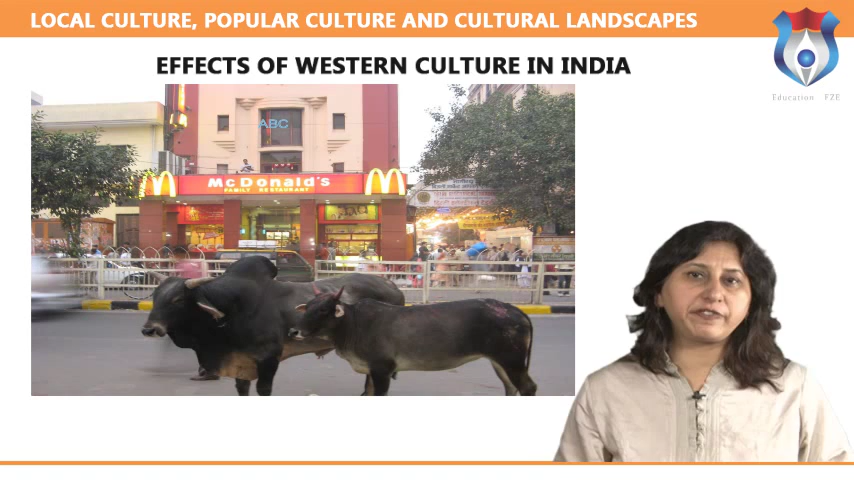 LOCAL CULTURE, POPULAR CULTURE AND CULTURAL LANDSCAPES
Education FZE
EFFECTS OF WESTERN CULTURE IN INDIA
ABC
McDonald's
FAMILY RESTAURANT